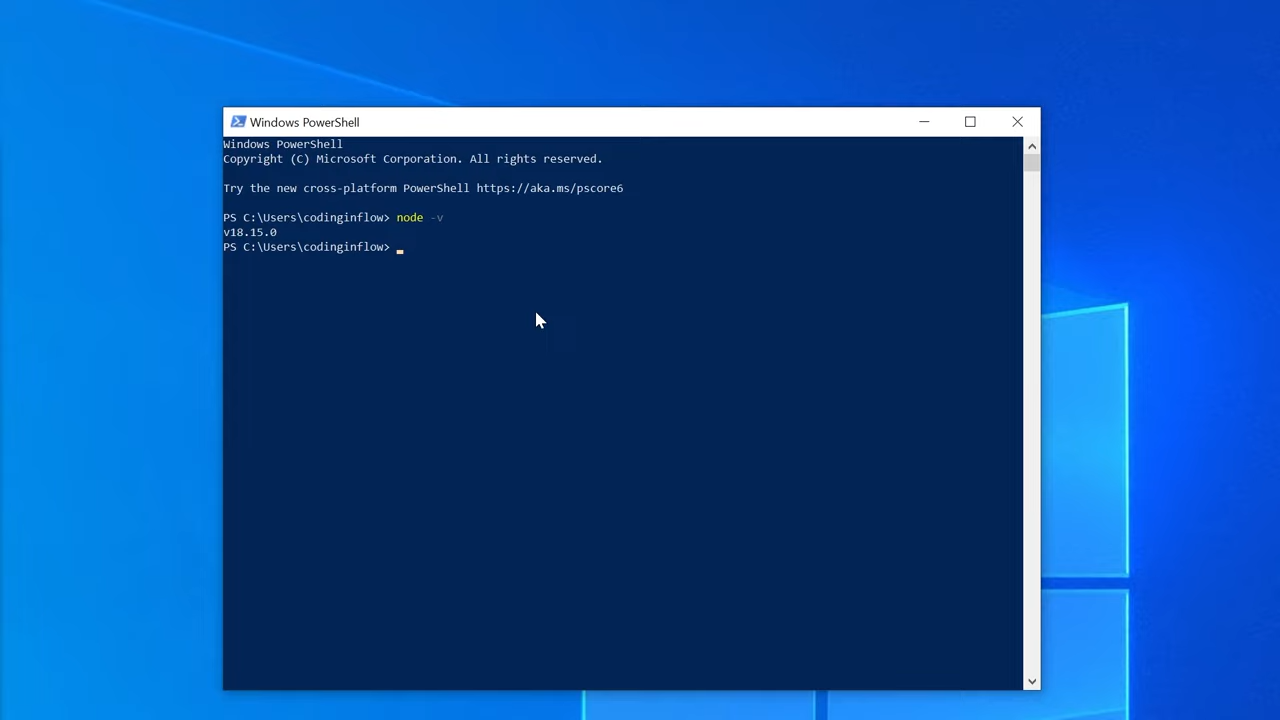 Windows PowerShell
Windows PowerShell
Copyright (C) Microsoft Corporation. All rights reserved.
Try the new cross-platform PowerShell https://aka.ms/pscore6
PS C:\Users\codinginflow> node -v
v18.15.0
PS C:\Users\codinginflow>